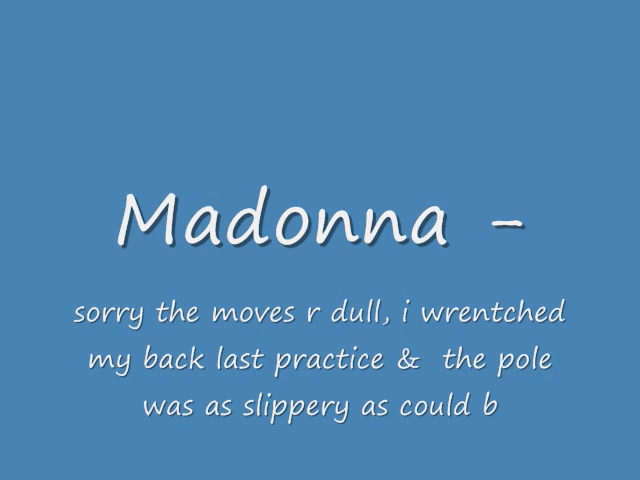 Madonna -
sorry the moves r dull, i wrentched
my back last practice & the pole
was as slippery as could b